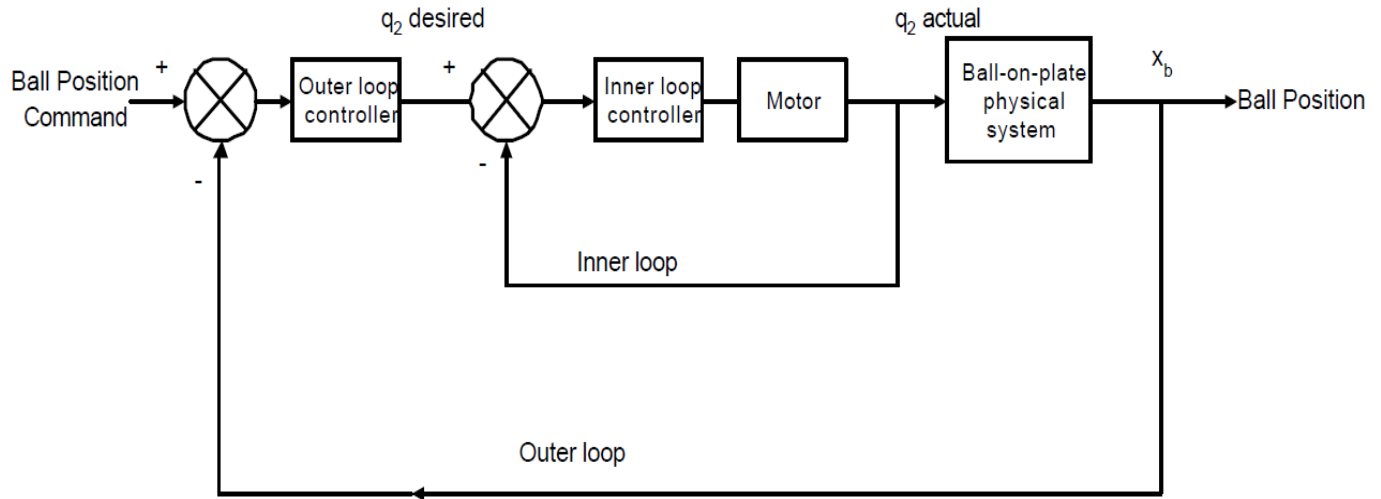 q₂ desired
q₂ actual
Ball Position
Command
+
-
Outer loop
controller
+
-
Inner loop
controller
Motor
Ball-on-plate
physical
system
x_b
Ball Position
Inner loop
Outer loop